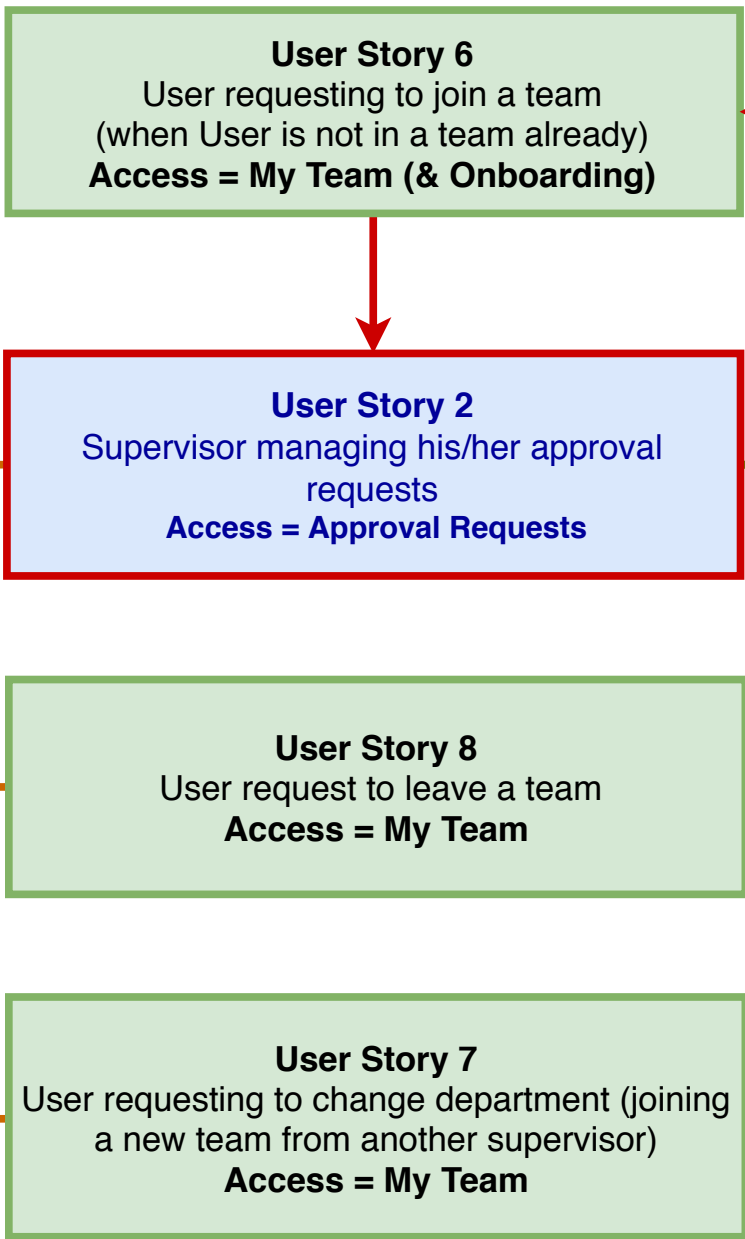 User Story 6
User requesting to join a team
(when User is not in a team already)
Access = My Team (& Onboarding)
User Story 2
Supervisor managing his/her approval
requests
Access = Approval Requests
User Story 8
User request to leave a team
Access = My Team
User Story 7
User requesting to change department (joining
a new team from another supervisor)
Access = My Team